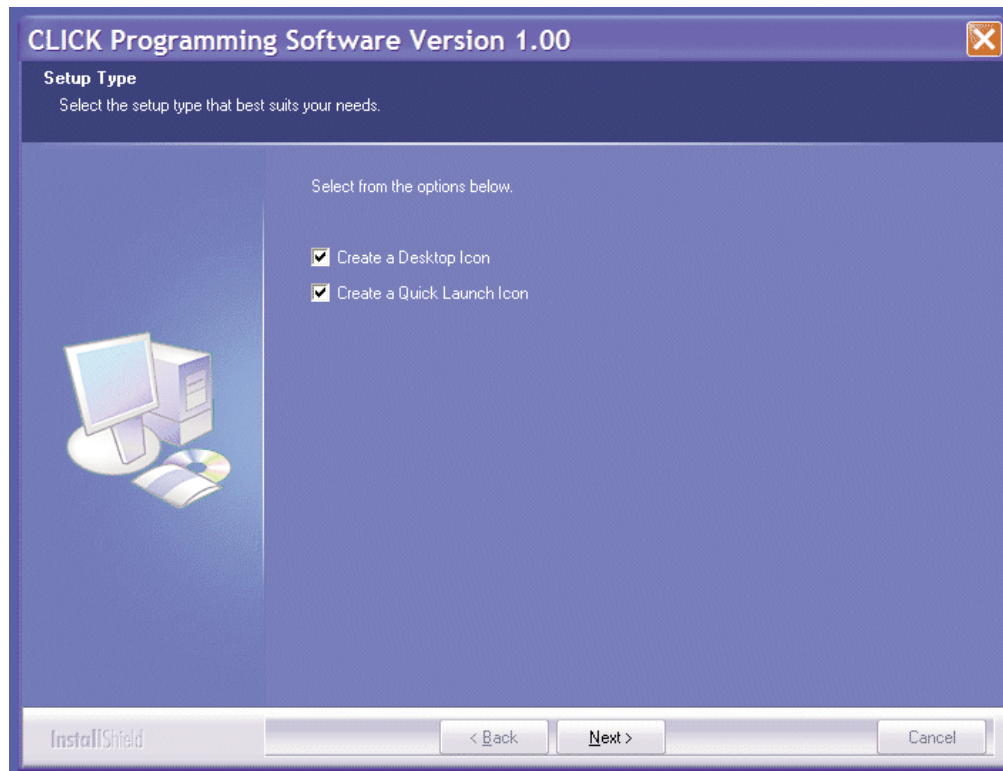 CLICK Programming Software Version 1.00
Setup Type
Select the setup type that best suits your needs.
Select from the options below.
Create a Desktop Icon
Create a Quick Launch Icon
InstallShield
< Back
Next >
Cancel